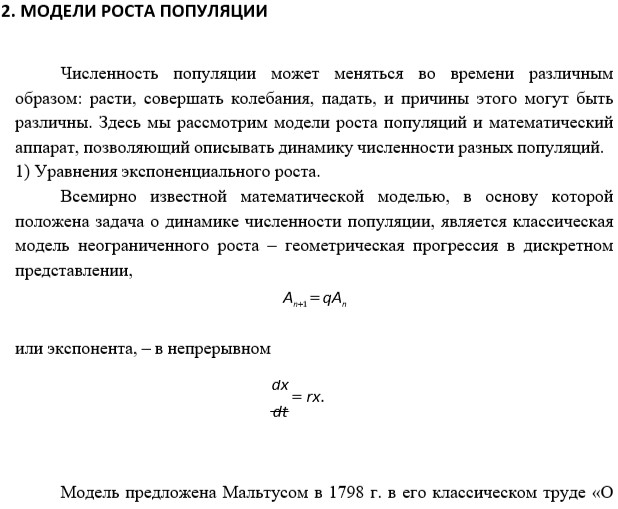 2. МОДЕЛИ РОСТА ПОПУЛЯЦИИ
Численность популяции может меняться во времени различным
образом: расти, совершать колебания, падать, и причины этого могут быть
различны. Здесь мы рассмотрим модели роста популяций и математический
аппарат, позволяющий описывать динамику численности разных популяций.
1) Уравнения экспоненциального роста.
Всемирно известной математической моделью, в основу которой
положена задача о динамике численности популяции, является классическая
модель неограниченного роста – геометрическая прогрессия в дискретном
представлении,
Aₙ₊₁ = qAₙ
или экспонента, – в непрерывном
dx
dt
= rx.
Модель предложена Мальтусом в 1798 г. в его классическом труде «О